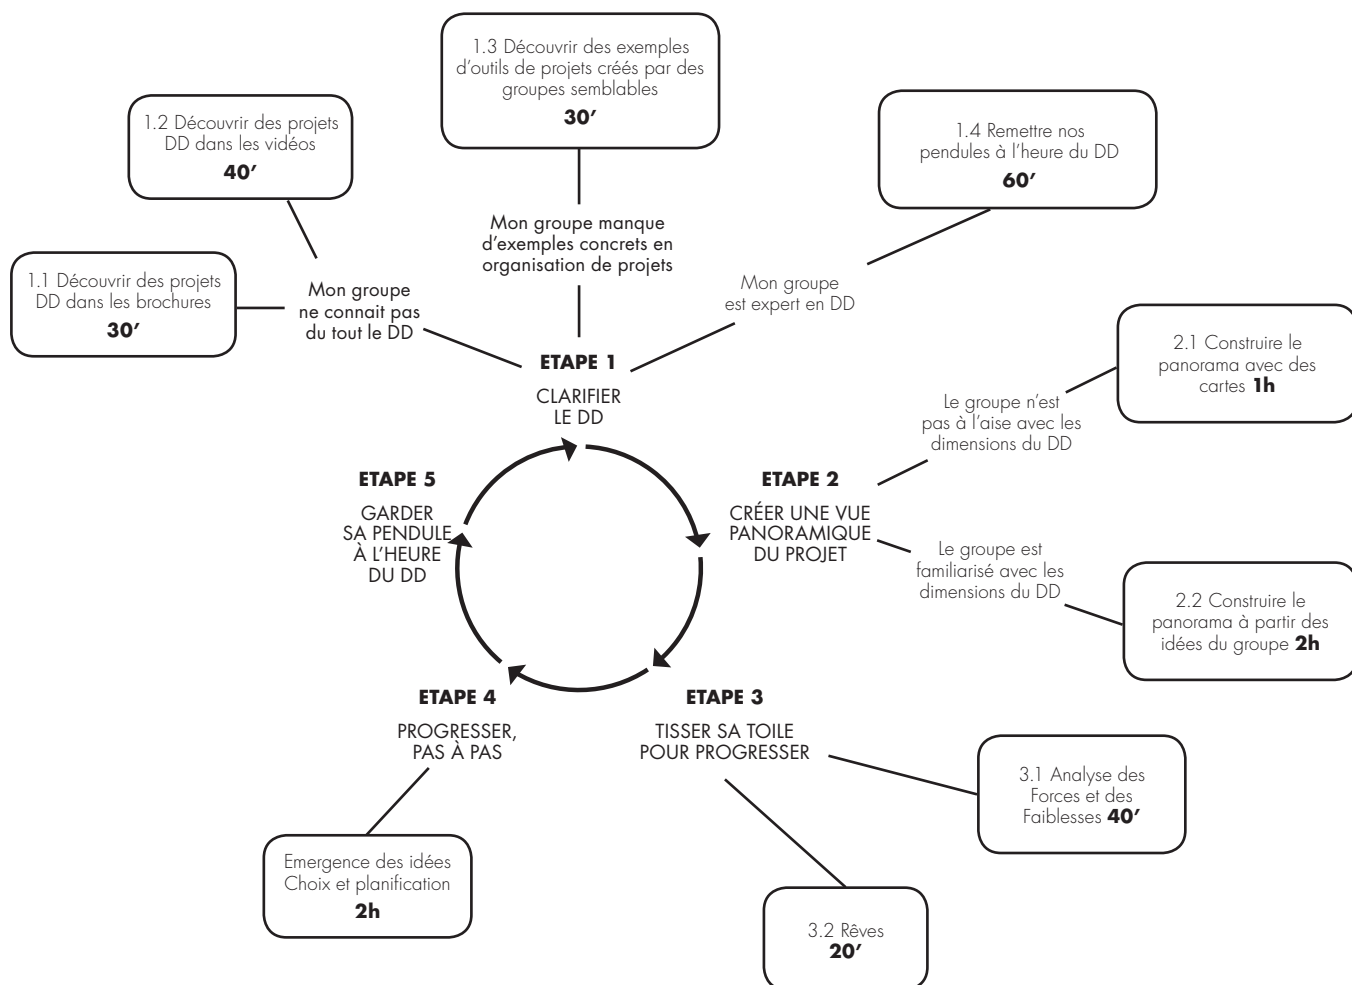 1.3 Découvrir des exemples
d'outils de projets créés par des
groupes semblables
30’
1.2 Découvrir des projets
DD dans les vidéos
40’
1.4 Remettre nos
pendules à l’heure du DD
60’
Mon groupe manque
d’exemples concrets en
organisation de projets
1.1 Découvrir des projets
DD dans les brochures
30’
Mon groupe
ne connait pas
du tout le DD
Mon groupe
est expert en DD
ETAPE 1
CLARIFIER
LE DD
2.1 Construire le
panorama avec des
cartes 1h
Le groupe n’est
pas à l’aise avec les
dimensions du DD
ETAPE 5
GARDER
SA PENDULE
À L’HEURE
DU DD
ETAPE 2
CRÉER UNE VUE
PANORAMIQUE
DU PROJET
Le groupe est
familiarisé avec les
dimensions du DD
2.2 Construire le
panorama à partir des
idées du groupe 2h
ETAPE 4
PROGRESSER,
PAS À PAS
ETAPE 3
TISSER SA TOILE
POUR PROGRESSER
3.1 Analyse des
Forces et des
Faiblesses 40’
Emergence des idées
Choix et planification
2h
3.2 Rêves
20’